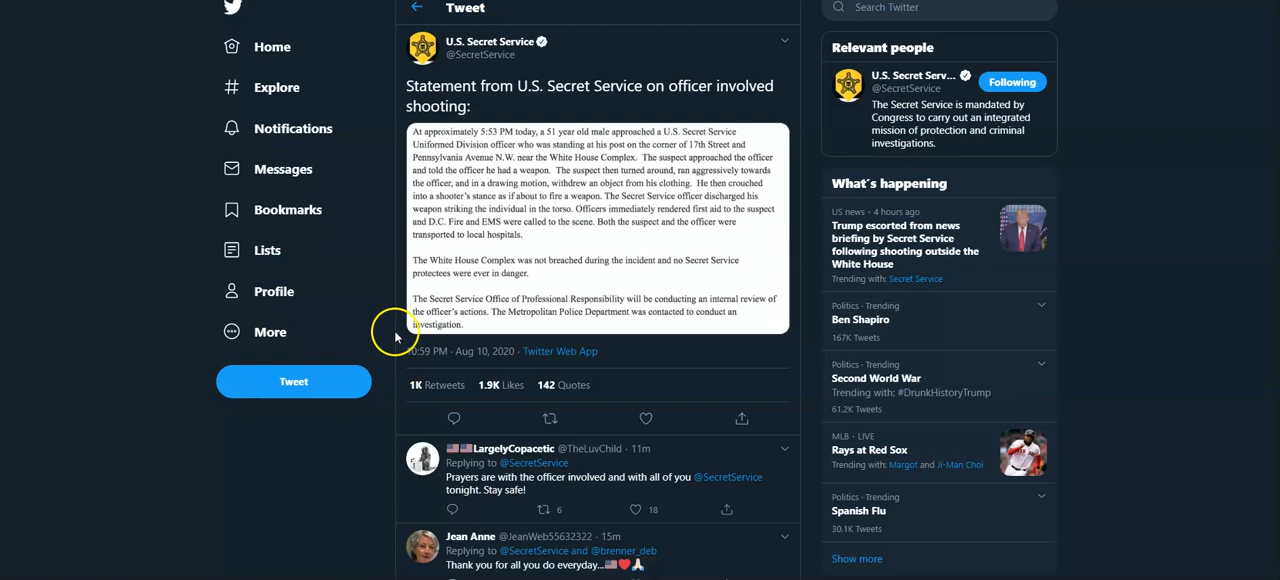 Home
Explore
Notifications
Messages
Bookmarks
Lists
Profile
More
Tweet
Tweet
U.S. Secret Service
@SecretService
Statement from U.S. Secret Service on officer involved
shooting:
At approximately 5:53 PM today, a 51 year old male approached a U.S. Secret Service
Uniformed Division officer who was standing at his post on the corner of 17th Street and
Pennsylvania Avenue N.W. near the White House Complex. The suspect approached the officer
and told the officer he had a weapon. The suspect then turned around, ran aggressively towards
the officer, and in a drawing motion, withdrew an object from his clothing. He then crouched
into a shooter's stance as if about to fire a weapon. The Secret Service officer discharged his
weapon striking the individual in the torso. Officers immediately rendered first aid to the suspect
and D.C. Fire and EMS were called to the scene. Both the suspect and the officer were
transported to local hospitals.
The White House Complex was not breached during the incident and no Secret Service
protectees were ever in danger.
The Secret Service Office of Professional Responsibility will be conducting an internal review of
the officer's actions. The Metropolitan Police Department was contacted to conduct an
investigation.
10:59 PM · Aug 10, 2020 · Twitter Web App
1K Retweets 1.9K Likes 142 Quotes
LargelyCopacetic @TheLuvChild · 11m
Replying to @SecretService
Prayers are with the officer involved and with all of you @SecretService
tonight. Stay safe!
6 18
Jean Anne @JeanWeb55632322 · 15m
Replying to @SecretService and @brenner_deb
Thank you for all you do everyday...
Search Twitter
Relevant people
U.S. Secret Serv...
@SecretService
Following
The Secret Service is mandated by
Congress to carry out an integrated
mission of protection and criminal
investigations.
What's happening
US news · 4 hours ago
Trump escorted from news
briefing by Secret Service
following shooting outside the
White House
Trending with: Secret Service
Politics · Trending
Ben Shapiro
167K Tweets
Politics · Trending
Second World War
Trending with: #DrunkHistoryTrump
61.2K Tweets
MLB · LIVE
Rays at Red Sox
Trending with: Margot and Ji-Man Choi
Politics · Trending
Spanish Flu
30.1K Tweets
Show more